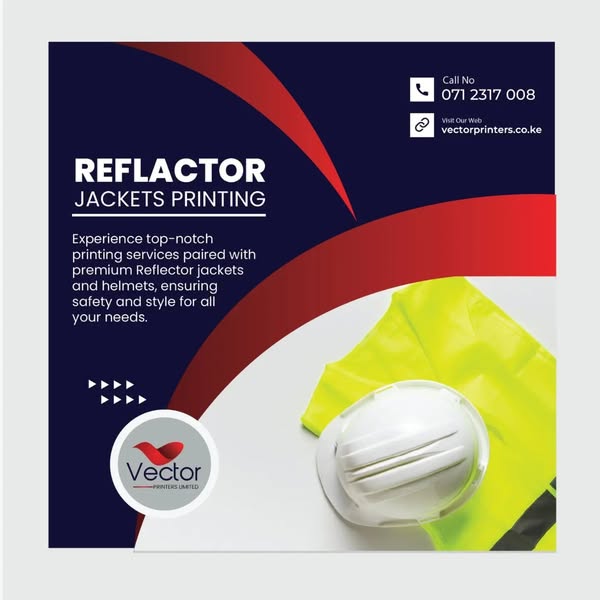 Call No
071 2317 008
Visit Our Web
vectorprinters.co.ke
REFLACTOR
JACKETS PRINTING
Experience top-notch
printing services paired with
premium Reflector jackets
and helmets, ensuring
safety and style for all
your needs.
Vector
PRINTERS LIMITED